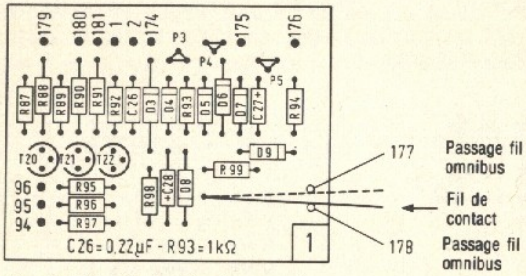 179 180 181 1 2 174 175 176
P3 P4 P5
R87 R88 R89 R90 R91 R92 C26 D3 D4 R93 D5 D6 D7 C27+ R94
T20 T21 T22
D9
R99
96 R95
95 R96
94 R97
R98 +C28 D8
C26=0,22µF-R93=1kΩ
1
177 Passage fil
omnibus
Fil de
contact
178 Passage fil
omnibus